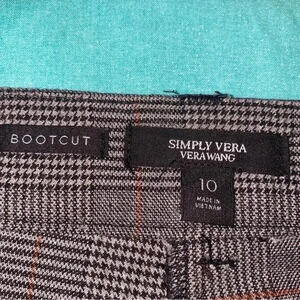 BOOTCUT
SIMPLY VERA
VERAWANG
10
MADE IN
VIETNAM